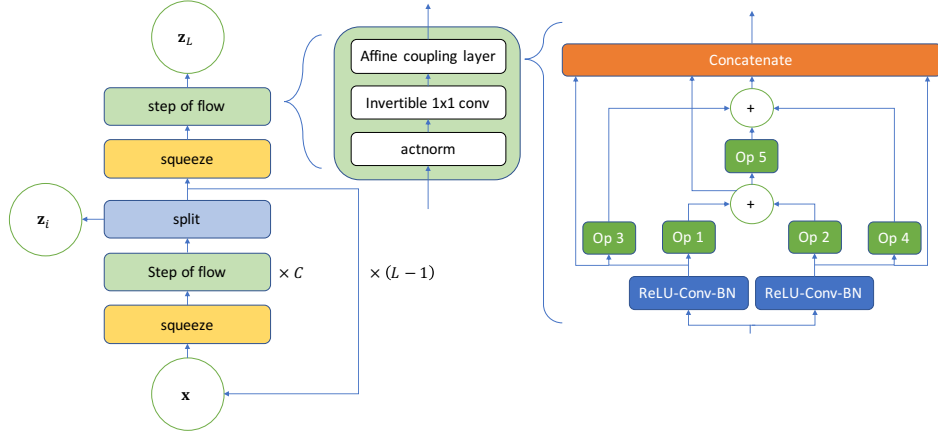 z_L
step of flow
squeeze
z_i
split
Step of flow
× C
× (L − 1)
squeeze
x
Affine coupling layer
Invertible 1x1 conv
actnorm
Concatenate
+
Op 5
+
Op 3
Op 1
Op 2
Op 4
ReLU-Conv-BN
ReLU-Conv-BN